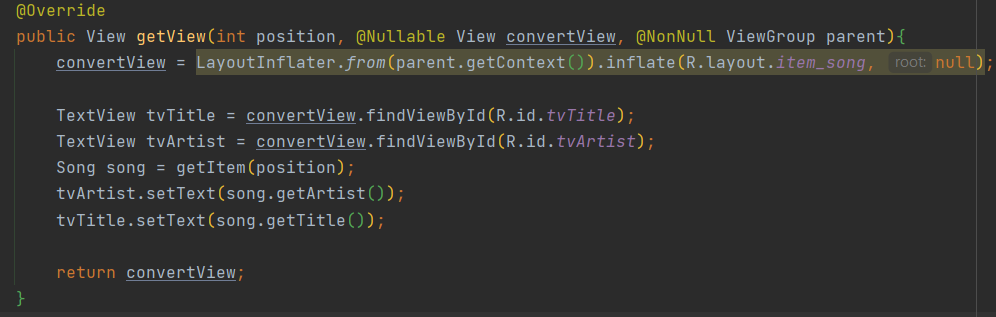 @Override
public View getView(int position, @Nullable View convertView, @NonNull ViewGroup parent){
convertView = LayoutInflater.from(parent.getContext()).inflate(R.layout.item_song, root: null);
TextView tvTitle = convertView.findViewById(R.id.tvTitle);
TextView tvArtist = convertView.findViewById(R.id.tvArtist);
Song song = getItem(position);
tvArtist.setText(song.getArtist());
tvTitle.setText(song.getTitle());
return convertView;
}